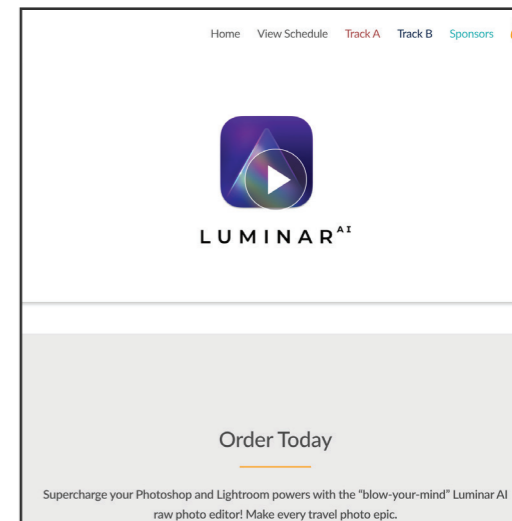 Home View Schedule Track A Track B Sponsors
LUMINAR AI
Order Today
Supercharge your Photoshop and Lightroom powers with the “blow-your-mind” Luminar AI
raw photo editor! Make every travel photo epic.